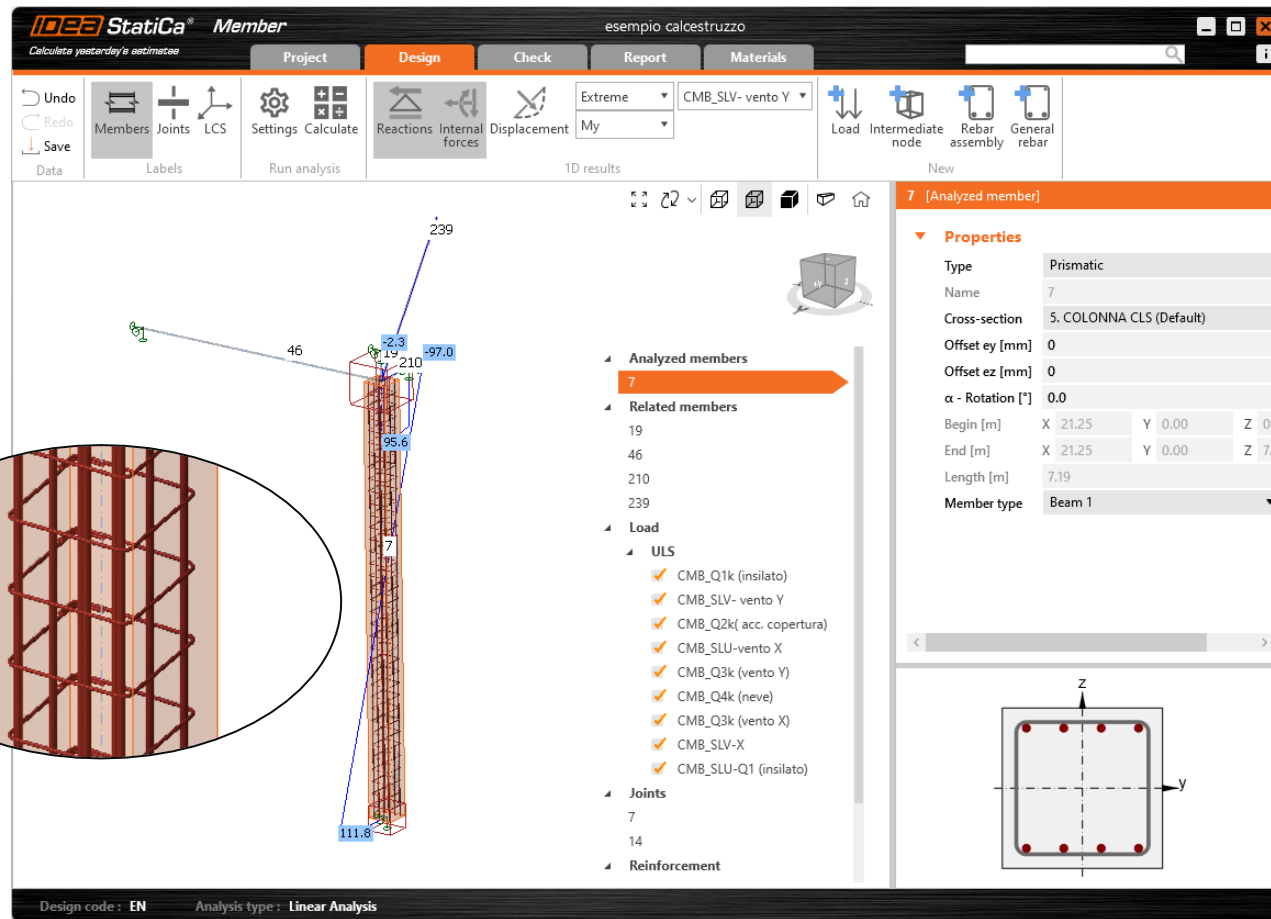 IDEA StatiCa® Member
esempio calcestruzzo
Calculate yesterday's estimates
Project Design Check Report Materials
Undo
Redo
Save
Data
Members Joints LCS
Labels
Settings Calculate
Run analysis
Reactions Internal forces Displacement
Extreme CMB_SLV- vento Y
My
1D results
Load Intermediate node Rebar assembly General rebar
New
239
46
-2.3
19
-97.0
210
95.6
7
111.8
Analyzed members
7
Related members
19
46
210
239
Load
ULS
CMB_Q1k (insilato)
CMB_SLV- vento Y
CMB_Q2k( acc. copertura)
CMB_SLU-vento X
CMB_Q3k (vento Y)
CMB_Q4k (neve)
CMB_Q3k (vento X)
CMB_SLV-X
CMB_SLU-Q1 (insilato)
Joints
7
14
Reinforcement
7 [Analyzed member]
Properties
Type Prismatic
Name 7
Cross-section 5. COLONNA CLS (Default)
Offset ey [mm] 0
Offset ez [mm] 0
α - Rotation [°] 0.0
Begin [m] X 21.25 Y 0.00 Z 0
End [m] X 21.25 Y 0.00 Z 7.
Length [m] 7.19
Member type Beam 1
z
y
Design code : EN Analysis type : Linear Analysis